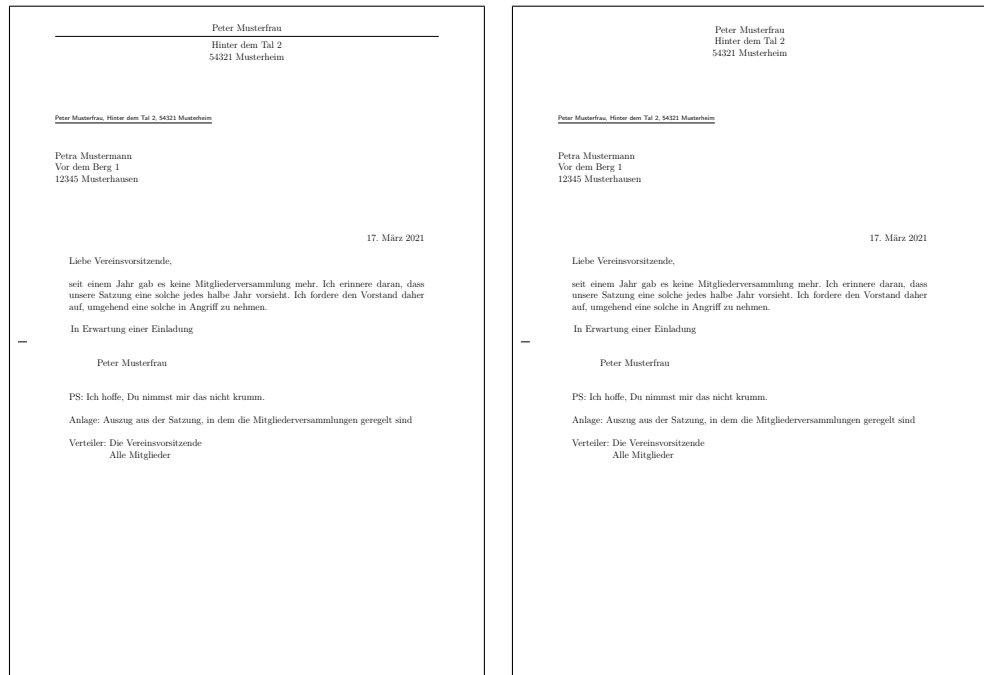 Peter Musterfrau
Hinter dem Tal 2
54321 Musterheim
Peter Musterfrau, Hinter dem Tal 2, 54321 Musterheim
Petra Mustermann
Vor dem Berg 1
12345 Musterhausen
17. März 2021
Liebe Vereinsvorsitzende,
seit einem Jahr gab es keine Mitgliederversammlung mehr. Ich erinnere daran, dass
unsere Satzung eine solche jedes halbe Jahr vorsieht. Ich fordere den Vorstand daher
auf, umgehend eine solche in Angriff zu nehmen.
In Erwartung einer Einladung
Peter Musterfrau
PS: Ich hoffe, Du nimmst mir das nicht krumm.
Anlage: Auszug aus der Satzung, in dem die Mitgliederversammlungen geregelt sind
Verteiler: Die Vereinsvorsitzende
Alle Mitglieder
Peter Musterfrau
Hinter dem Tal 2
54321 Musterheim
Peter Musterfrau, Hinter dem Tal 2, 54321 Musterheim
Petra Mustermann
Vor dem Berg 1
12345 Musterhausen
17. März 2021
Liebe Vereinsvorsitzende,
seit einem Jahr gab es keine Mitgliederversammlung mehr. Ich erinnere daran, dass
unsere Satzung eine solche jedes halbe Jahr vorsieht. Ich fordere den Vorstand daher
auf, umgehend eine solche in Angriff zu nehmen.
In Erwartung einer Einladung
Peter Musterfrau
PS: Ich hoffe, Du nimmst mir das nicht krumm.
Anlage: Auszug aus der Satzung, in dem die Mitgliederversammlungen geregelt sind
Verteiler: Die Vereinsvorsitzende
Alle Mitglieder